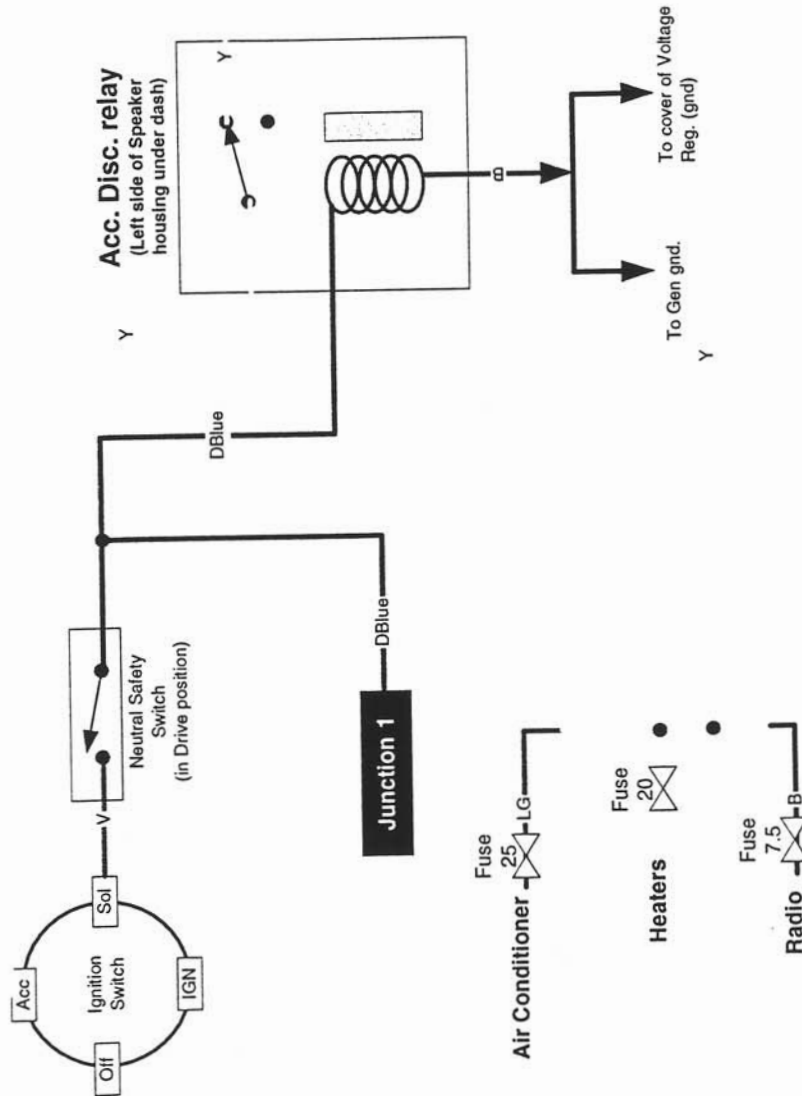 Acc
Off
Ignition
Switch
Sol
IGN
V
Neutral Safety
Switch
(in Drive position)
DBlue
DBlue
Junction 1
Y
Acc. Disc. relay
(Left side of Speaker
housing under dash)
Y
B
To Gen gnd.
To cover of Voltage
Reg. (gnd)
Y
Air Conditioner
Fuse
25
LG
Heaters
Fuse
20
Radio
Fuse
7.5
B